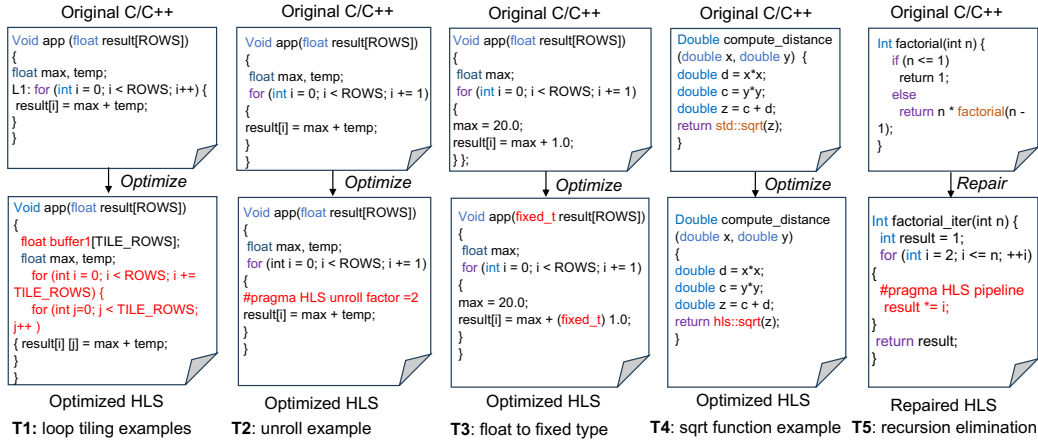 Original C/C++
Void app (float result[ROWS])
{
float max, temp;
L1: for (int i = 0; i < ROWS; i++) {
result[i] = max + temp;
}
}
Optimize
Void app(float result[ROWS])
{
float buffer1[TILE_ROWS];
float max, temp;
for (int i = 0; i < ROWS; i +=
TILE_ROWS) {
for (int j=0; j < TILE_ROWS;
j++ )
{ result[i] [j] = max + temp;
}
}
Optimized HLS
T1: loop tiling examples
Original C/C++
Void app(float result[ROWS])
{
float max, temp;
for (int i = 0; i < ROWS; i += 1)
{
result[i] = max + temp;
}
}
Optimize
Void app(float result[ROWS])
{
float max, temp;
for (int i = 0; i < ROWS; i += 1)
{
#pragma HLS unroll factor =2
result[i] = max + temp;
}
}
Optimized HLS
T2: unroll example
Original C/C++
Void app(float result[ROWS])
{
float max;
for (int i = 0; i < ROWS; i += 1)
{
max = 20.0;
result[i] = max + 1.0;
} };
Optimize
Void app(fixed_t result[ROWS])
{
float max;
for (int i = 0; i < ROWS; i += 1)
{
max = 20.0;
result[i] = max + (fixed_t) 1.0;
}
}
Optimized HLS
T3: float to fixed type
Original C/C++
Double compute_distance
(double x, double y) {
double d = x*x;
double c = y*y;
double z = c + d;
return std::sqrt(z);
}
Optimize
Double compute_distance
(double x, double y)
{
double d = x*x;
double c = y*y;
double z = c + d;
return hls::sqrt(z);
}
Optimized HLS
T4: sqrt function example
Original C/C++
Int factorial(int n) {
if (n <= 1)
return 1;
else
return n * factorial(n -
1);
}
Repair
Int factorial_iter(int n) {
int result = 1;
for (int i = 2; i <= n; ++i)
{
#pragma HLS pipeline
result *= i;
}
return result;
}
Repaired HLS
T5: recursion elimination